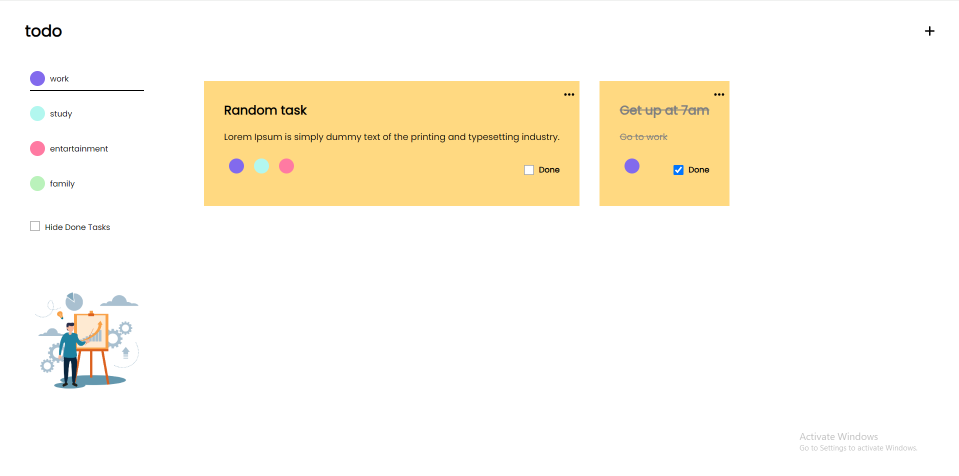 todo
+
work
study
entartainment
family
Hide Done Tasks
•••
Random task
Lorem Ipsum is simply dummy text of the printing and typesetting industry.
Done
•••
Get up at 7am
Go to work
Done
Activate Windows
Go to Settings to activate Windows.